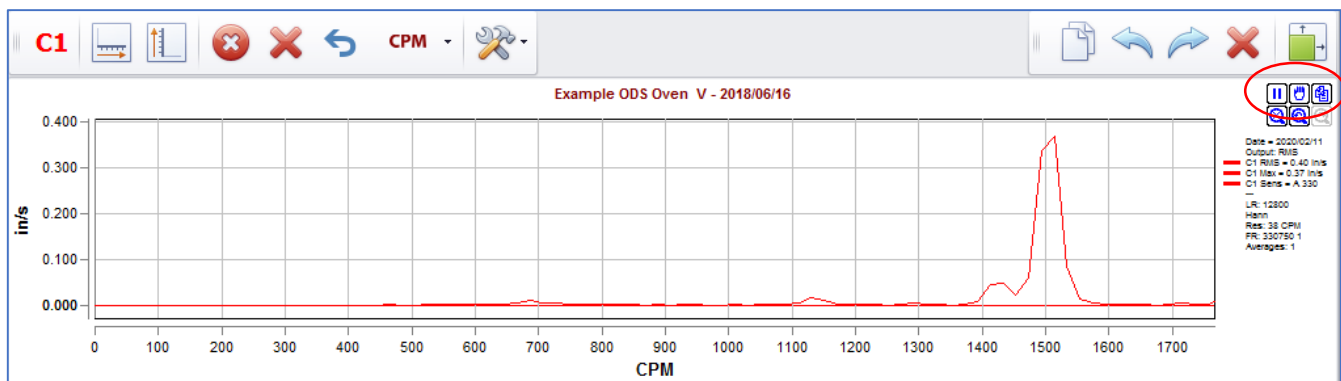 C1
CPM
Example ODS Oven V - 2018/06/16
0.400
0.300
0.200
0.100
0.000
in/s
0 100 200 300 400 500 600 700 800 900 1000 1100 1200 1300 1400 1500 1600 1700
CPM
Date = 2020/02/11
Output: RMS
C1 RMS = 0.40 in/s
C1 Max = 0.37 in/s
C1 Sens = A 330
---
LR: 12800
Hann
Res: 38 CPM
FR: 330750 1
Averages: 1